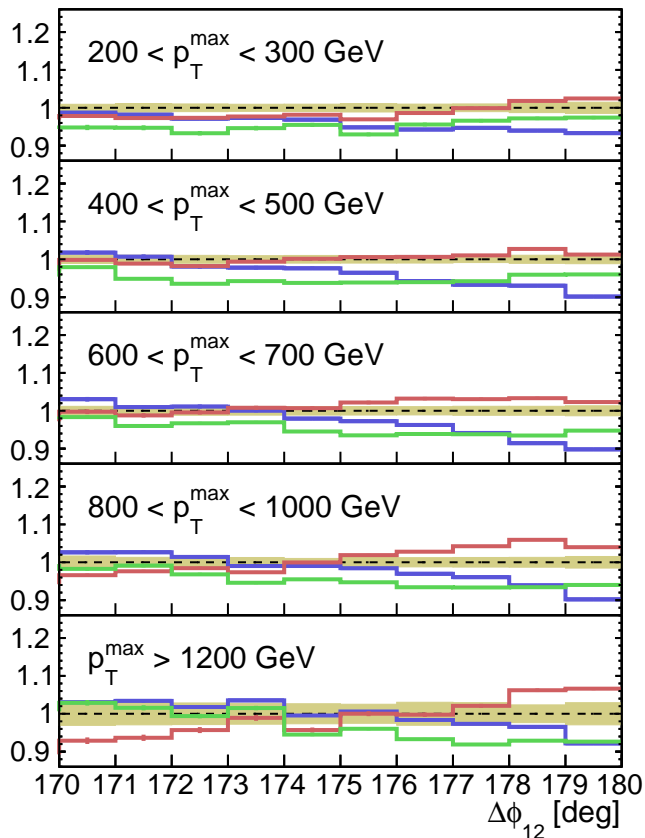 1.2
1.1
1
0.9
200 < p_T^max < 300 GeV
1.2
1.1
1
0.9
400 < p_T^max < 500 GeV
1.2
1.1
1
0.9
600 < p_T^max < 700 GeV
1.2
1.1
1
0.9
800 < p_T^max < 1000 GeV
1.2
1.1
1
0.9
p_T^max > 1200 GeV
170 171 172 173 174 175 176 177 178 179 180
Δϕ_12 [deg]